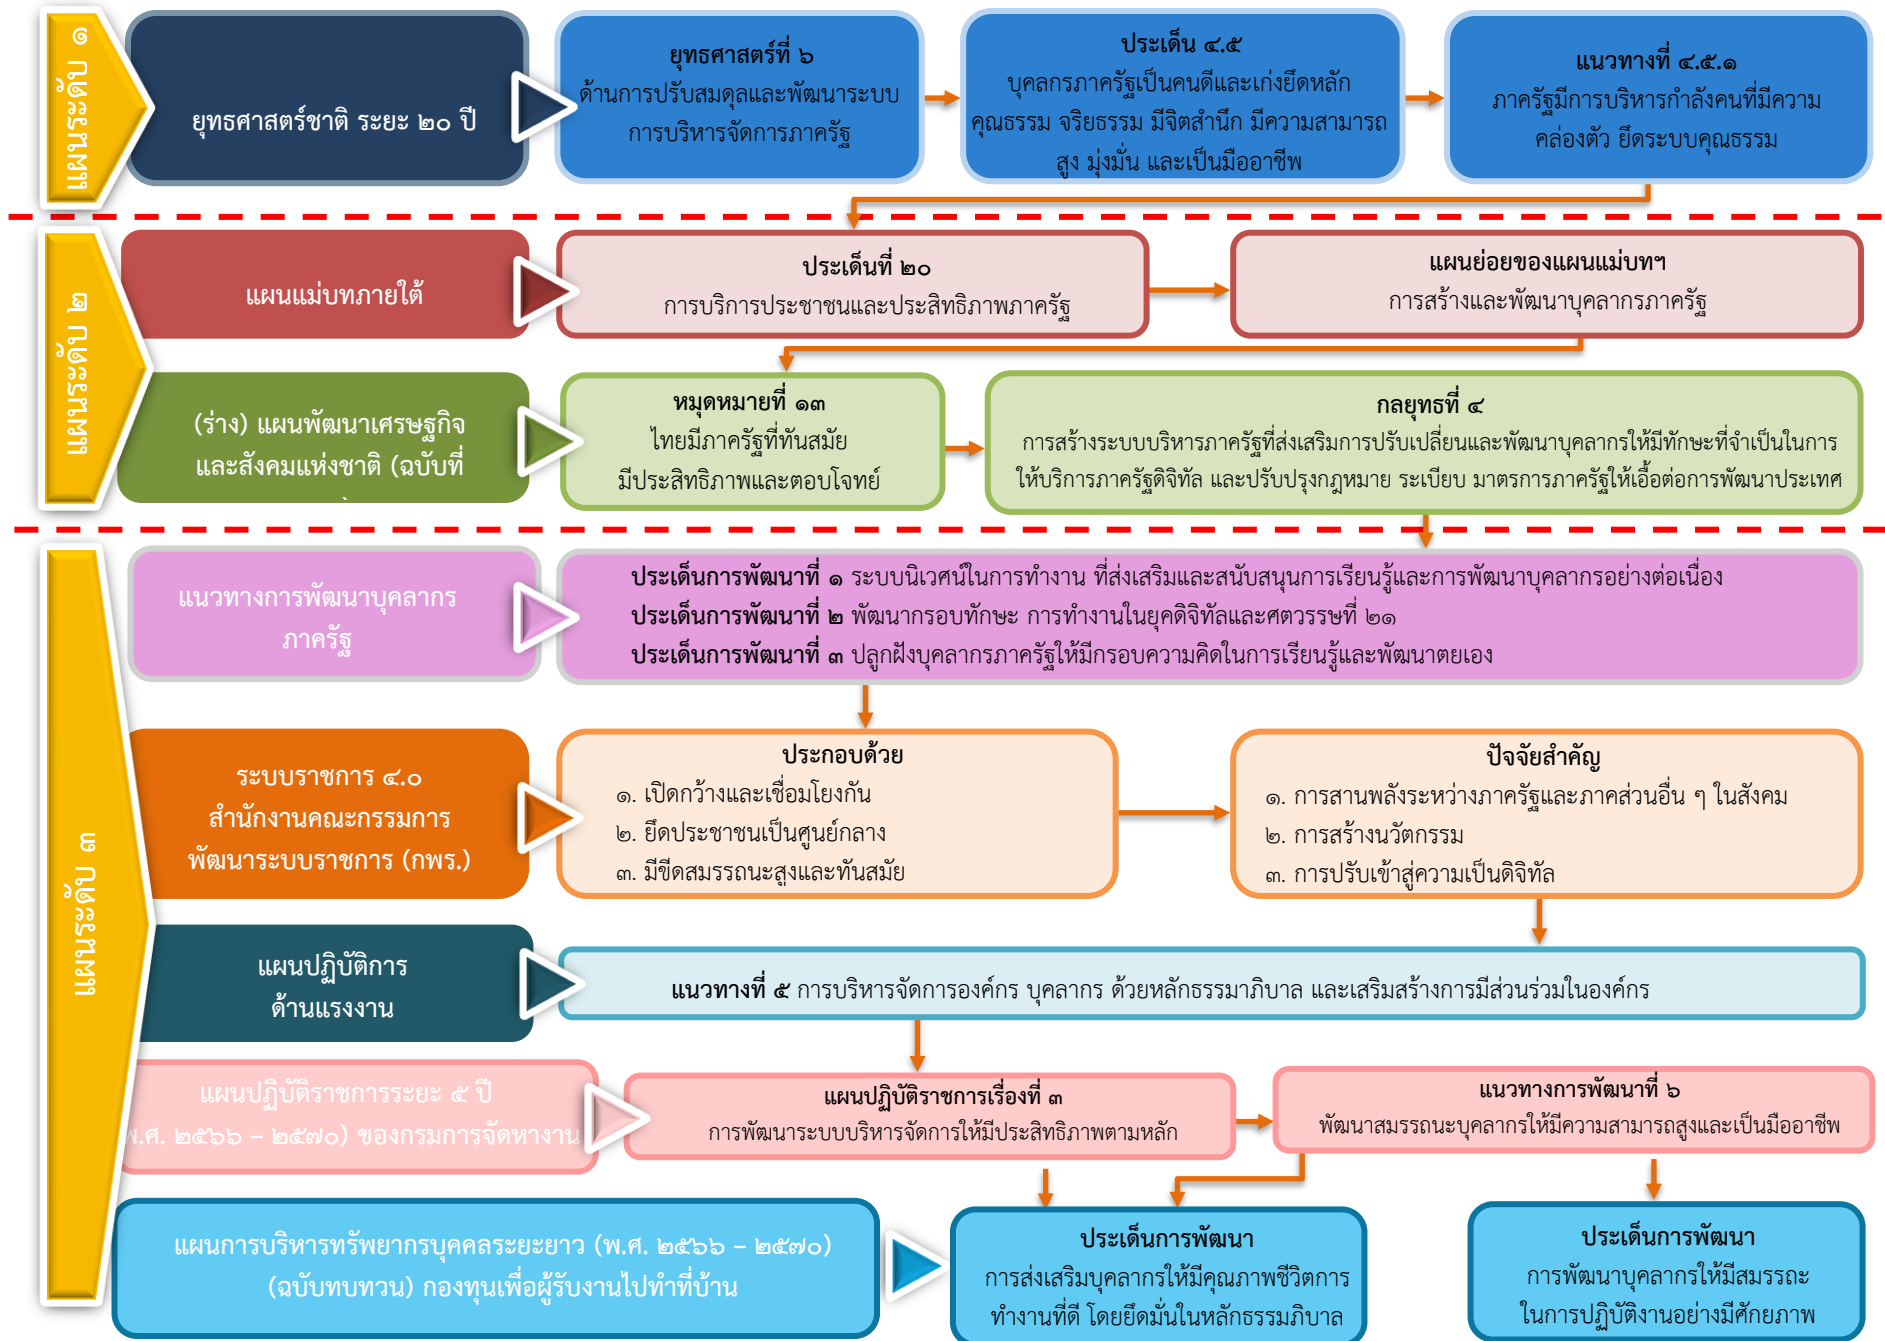 แผนระดับ ๑
ยุทธศาสตร์ชาติ ระยะ ๒๐ ปี
ยุทธศาสตร์ที่ ๖
ด้านการปรับสมดุลและพัฒนาระบบ
การบริหารจัดการภาครัฐ
ประเด็น ๔.๕
บุคลกรภาครัฐเป็นคนดีและเก่งยึดหลัก
คุณธรรม จริยธรรม มีจิตสำนึก มีความสามารถ
สูง มุ่งมั่น และเป็นมืออาชีพ
แนวทางที่ ๔.๕.๑
ภาครัฐมีการบริหารกำลังคนที่มีความ
คล่องตัว ยึดระบบคุณธรรม
แผนระดับ ๒
แผนแม่บทภายใต้
ประเด็นที่ ๒๐
การบริการประชาชนและประสิทธิภาพภาครัฐ
แผนย่อยของแผนแม่บทฯ
การสร้างและพัฒนาบุคลากรภาครัฐ
(ร่าง) แผนพัฒนาเศรษฐกิจ
และสังคมแห่งชาติ (ฉบับที่
หมุดหมายที่ ๑๓
ไทยมีภาครัฐที่ทันสมัย
มีประสิทธิภาพและตอบโจทย์
กลยุทธที่ ๔
การสร้างระบบบริหารภาครัฐที่ส่งเสริมการปรับเปลี่ยนและพัฒนาบุคลากรให้มีทักษะที่จำเป็นในการ
ให้บริการภาครัฐดิจิทัล และปรับปรุงกฎหมาย ระเบียบ มาตรการภาครัฐให้เอื้อต่อการพัฒนาประเทศ
แผนระดับ ๓
แนวทางการพัฒนาบุคลากร
ภาครัฐ
ประเด็นการพัฒนาที่ ๑ ระบบนิเวศน์ในการทำงาน ที่ส่งเสริมและสนับสนุนการเรียนรู้และการพัฒนาบุคลากรอย่างต่อเนื่อง
ประเด็นการพัฒนาที่ ๒ พัฒนากรอบทักษะ การทำงานในยุคดิจิทัลและศตวรรษที่ ๒๑
ประเด็นการพัฒนาที่ ๓ ปลูกฝังบุคลากรภาครัฐให้มีกรอบความคิดในการเรียนรู้และพัฒนาตยเอง
ระบบราชการ ๔.๐
สำนักงานคณะกรรมการ
พัฒนาระบบราชการ (กพร.)
ประกอบด้วย
๑. เปิดกว้างและเชื่อมโยงกัน
๒. ยึดประชาชนเป็นศูนย์กลาง
๓. มีขีดสมรรถนะสูงและทันสมัย
ปัจจัยสำคัญ
๑. การสานพลังระหว่างภาครัฐและภาคส่วนอื่น ๆ ในสังคม
๒. การสร้างนวัตกรรม
๓. การปรับเข้าสู่ความเป็นดิจิทัล
แผนปฏิบัติการ
ด้านแรงงาน
แนวทางที่ ๕ การบริหารจัดการองค์กร บุคลากร ด้วยหลักธรรมาภิบาล และเสริมสร้างการมีส่วนร่วมในองค์กร
แผนปฏิบัติราชการระยะ ๕ ปี
พ.ศ. ๒๕๖๖ – ๒๕๗๐) ของกรมการจัดหางาน
แผนปฏิบัติราชการเรื่องที่ ๓
การพัฒนาระบบบริหารจัดการให้มีประสิทธิภาพตามหลัก
แนวทางการพัฒนาที่ ๖
พัฒนาสมรรถนะบุคลากรให้มีความสามารถสูงและเป็นมืออาชีพ
แผนการบริหารทรัพยากรบุคคลระยะยาว (พ.ศ. ๒๕๖๖ – ๒๕๗๐)
(ฉบับทบทวน) กองทุนเพื่อผู้รับงานไปทำที่บ้าน
ประเด็นการพัฒนา
การส่งเสริมบุคลากรให้มีคุณภาพชีวิตการ
ทำงานที่ดี โดยยึดมั่นในหลักธรรมภิบาล
ประเด็นการพัฒนา
การพัฒนาบุคลากรให้มีสมรรถะ
ในการปฏิบัติงานอย่างมีศักยภาพ